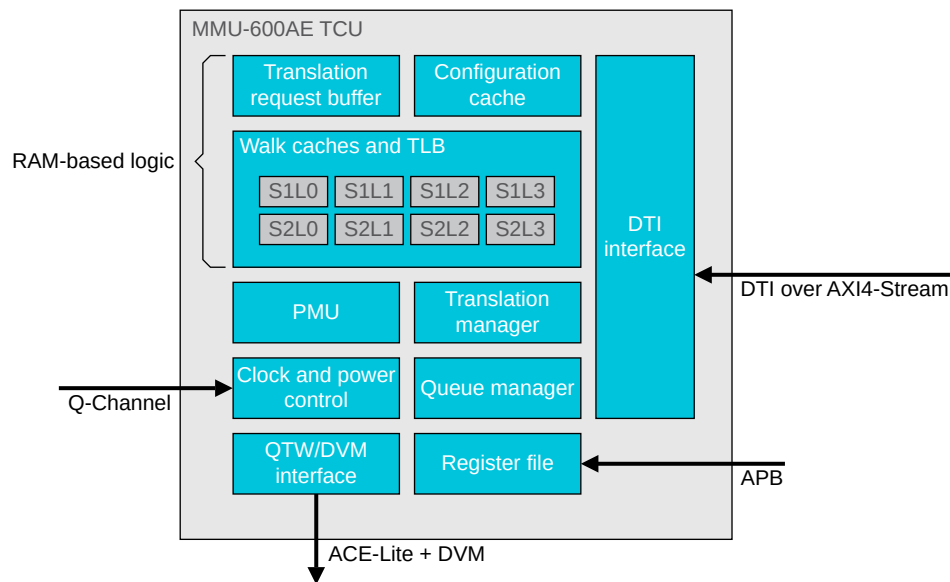 MMU-600AE TCU
Translation
request buffer
Configuration
cache
RAM-based logic
Walk caches and TLB
S1L0
S1L1
S1L2
S1L3
S2L0
S2L1
S2L2
S2L3
DTI
interface
DTI over AXI4-Stream
PMU
Translation
manager
Clock and power
control
Queue manager
Q-Channel
QTW/DVM
interface
Register file
APB
ACE-Lite + DVM